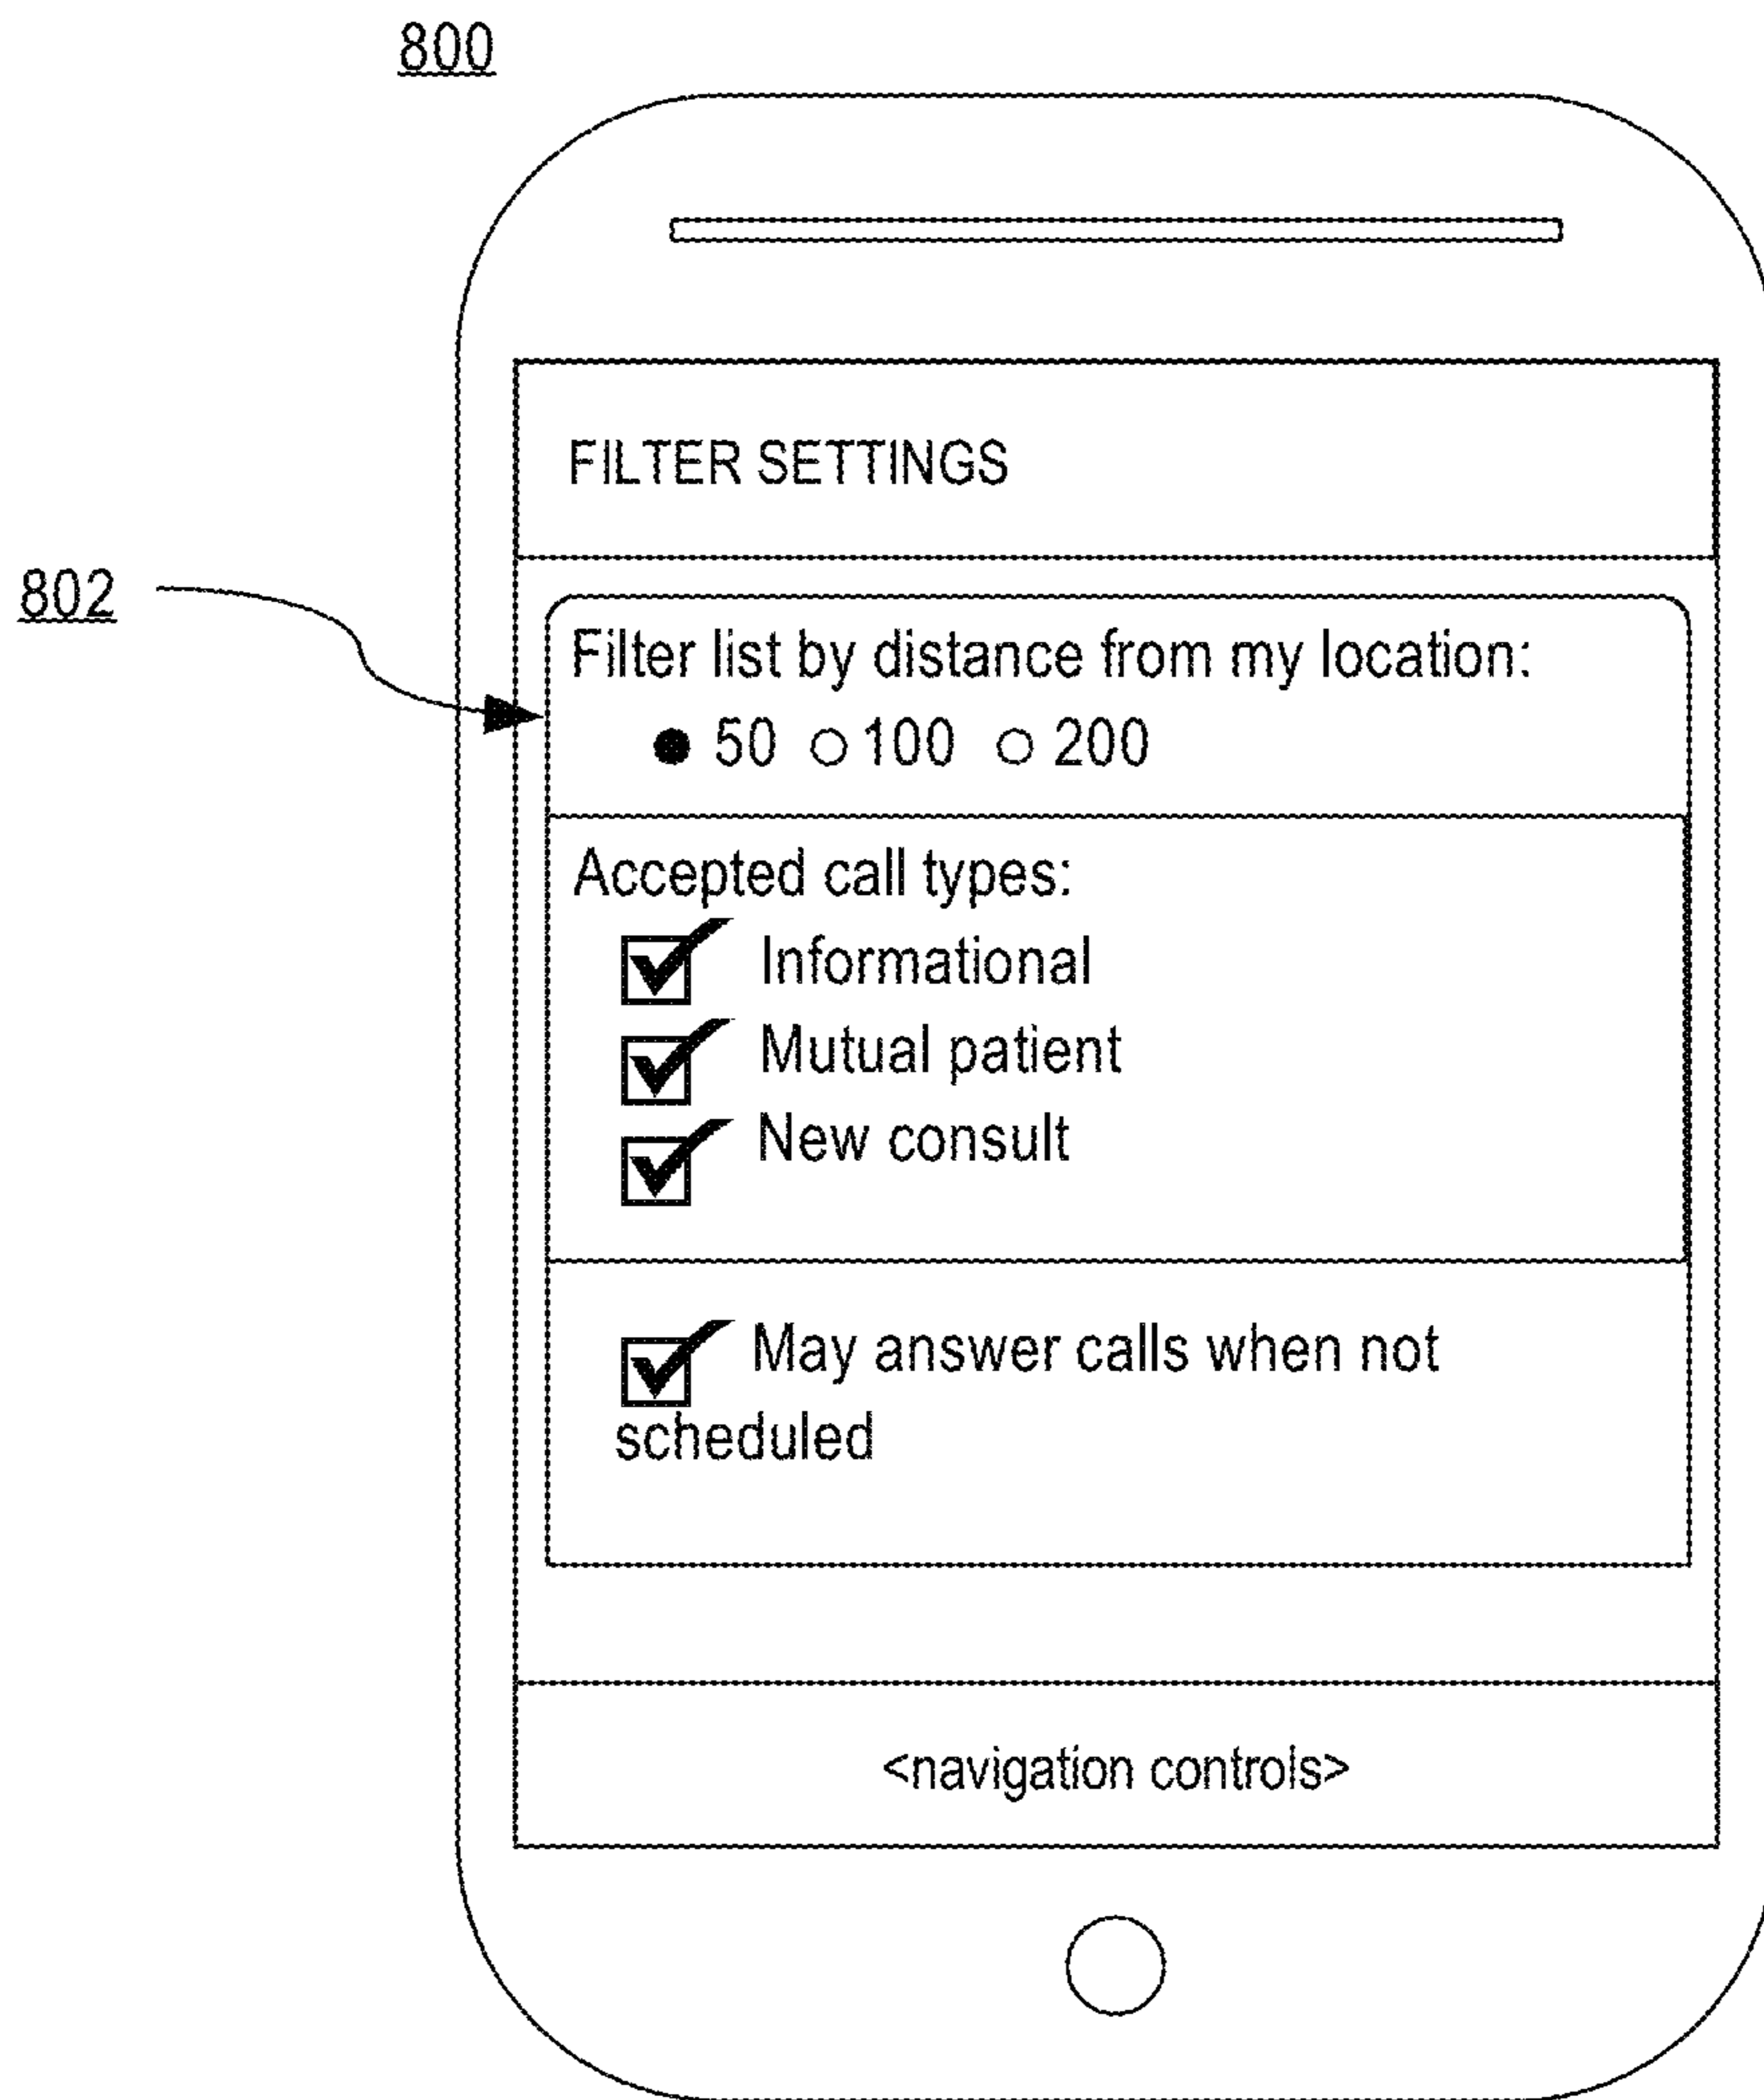 800
FILTER SETTINGS
802
Filter list by distance from my location:
50 100 200
Accepted call types:
Informational
Mutual patient
New consult
May answer calls when not
scheduled
<navigation controls>